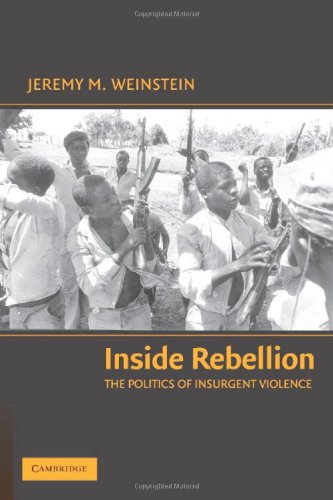 JEREMY M. WEINSTEIN
Inside Rebellion
THE POLITICS OF INSURGENT VIOLENCE
CAMBRIDGE